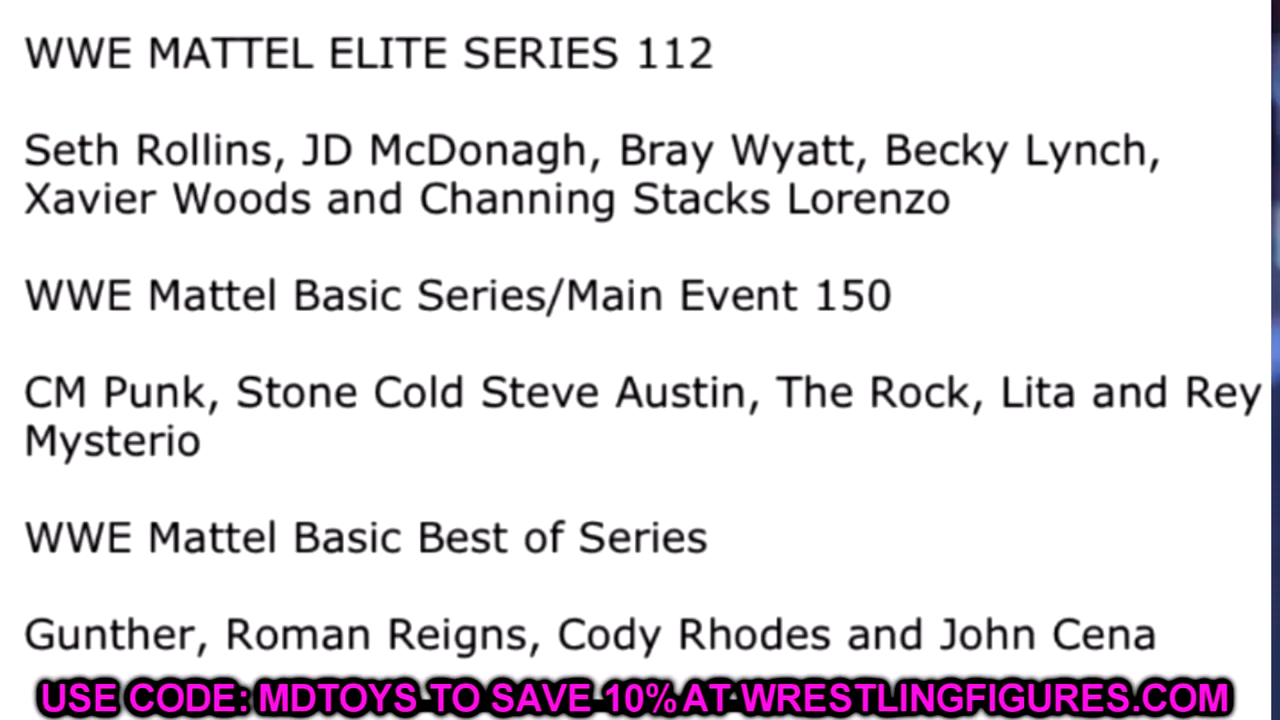 WWE MATTEL ELITE SERIES 112
Seth Rollins, JD McDonagh, Bray Wyatt, Becky Lynch,
Xavier Woods and Channing Stacks Lorenzo
WWE Mattel Basic Series/Main Event 150
CM Punk, Stone Cold Steve Austin, The Rock, Lita and Rey
Mysterio
WWE Mattel Basic Best of Series
Gunther, Roman Reigns, Cody Rhodes and John Cena
USE CODE: MDTOYS TO SAVE 10% AT WRESTLINGFIGURES.COM